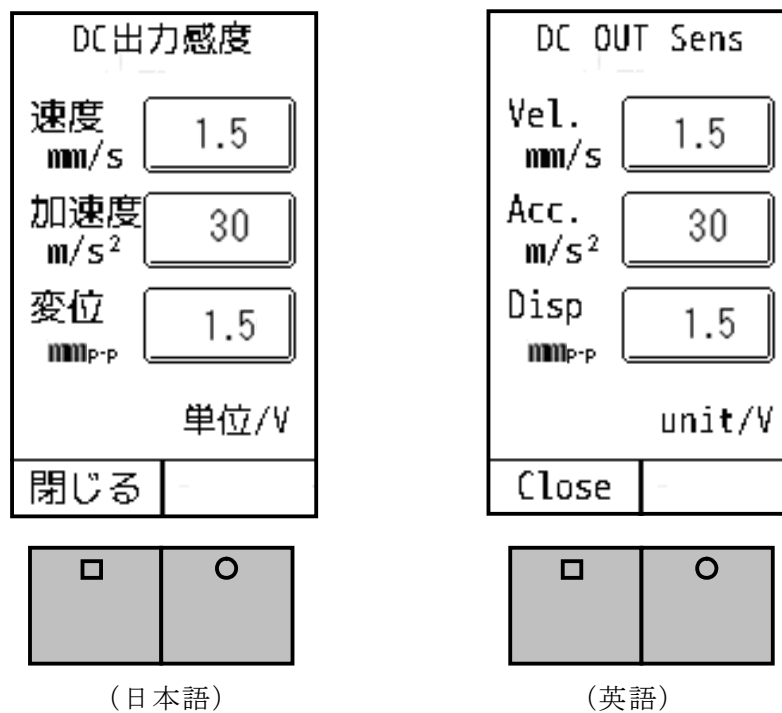 DC出力感度
速度
mm/s
1.5
加速度
m/s²
30
変位
mmp-p
1.5
単位/V
閉じる
(日本語)
DC OUT Sens
Vel.
mm/s
1.5
Acc.
m/s²
30
Disp
mmp-p
1.5
unit/V
Close
(英語)